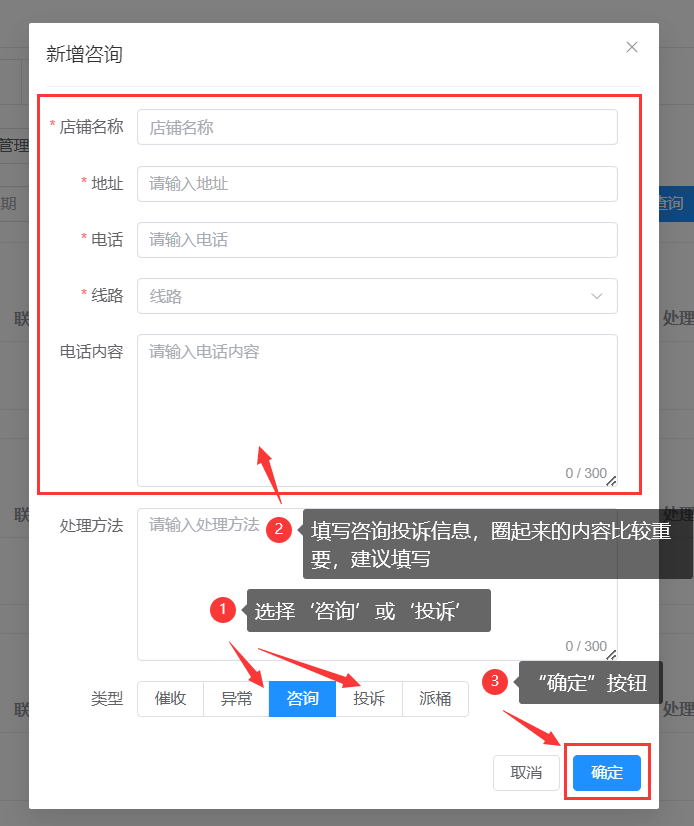 新增咨询
* 店铺名称 店铺名称
管理
* 地址 请输入地址
期
查询
* 电话 请输入电话
* 线路 线路
联
处理
电话内容 请输入电话内容
0 / 300
联
处理
处理方法 请输入处理方法
2 填写咨询投诉信息，圈起来的内容比较重
要，建议填写
1 选择‘咨询’或‘投诉’
0 / 300
3 “确定”按钮
类型 催收 异常 咨询 投诉 派桶
联
处理
取消 确定